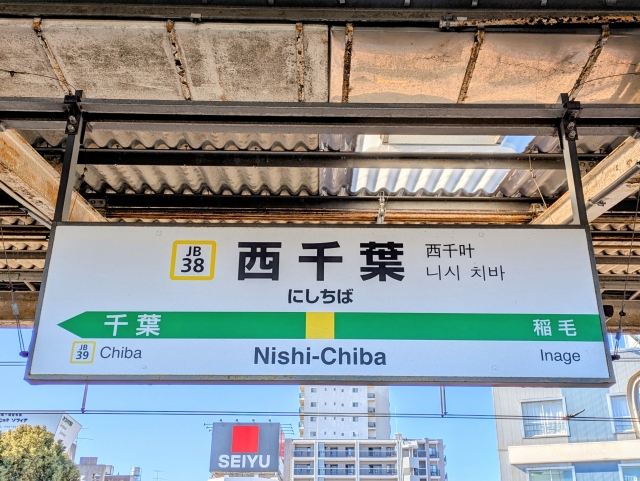 JB
38
西千葉
西千叶
니시 치바
にしちば
千葉
稲毛
JB
39
Chiba
Nishi-Chiba
Inage
SEIYU